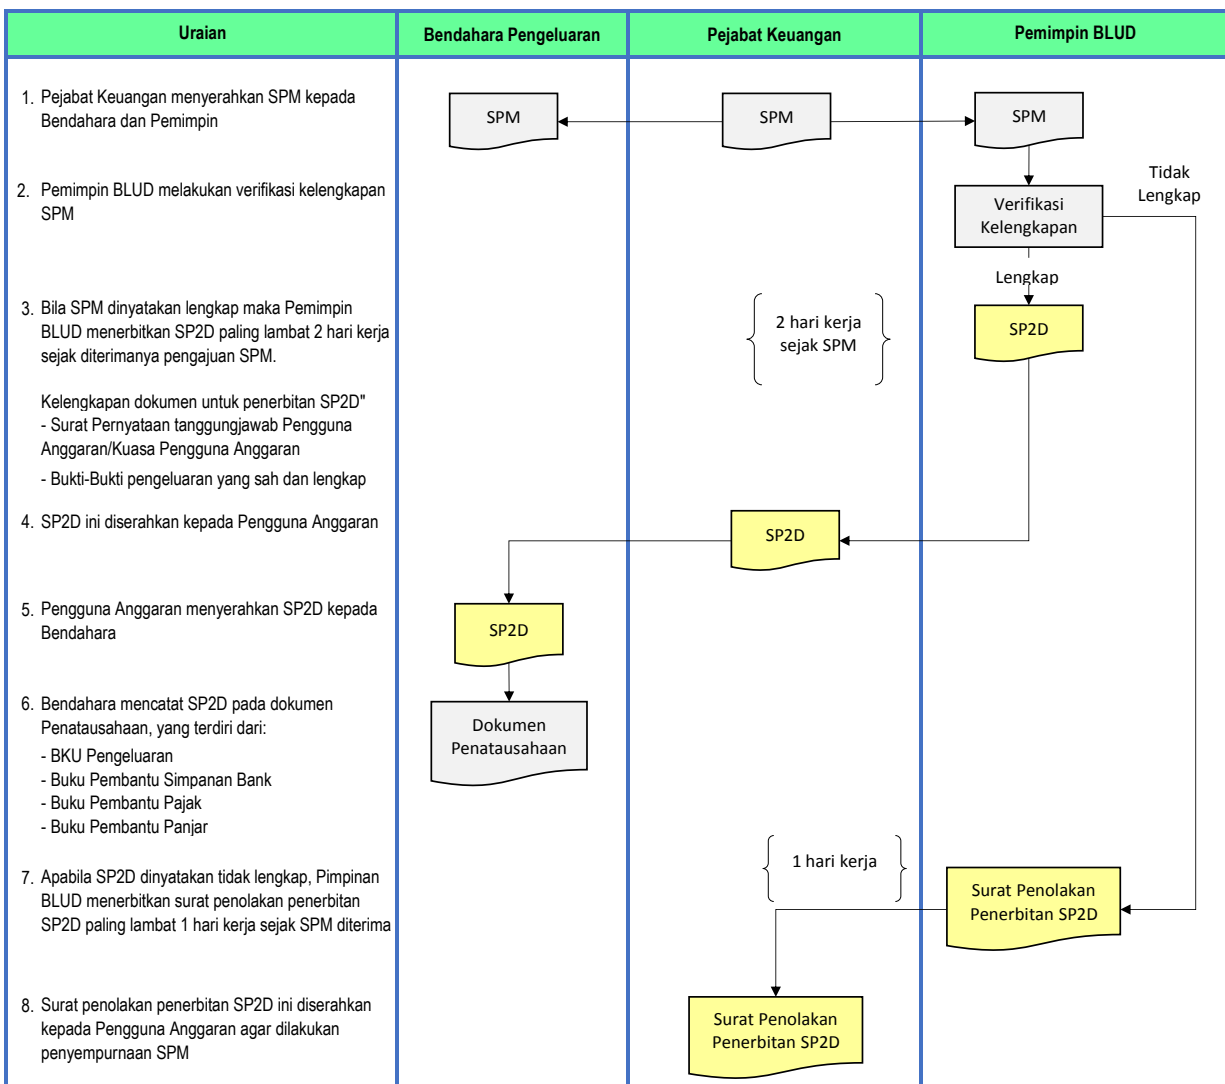 Uraian
Bendahara Pengeluaran
Pejabat Keuangan
Pemimpin BLUD
1. Pejabat Keuangan menyerahkan SPM kepada
Bendahara dan Pemimpin
SPM
SPM
SPM
2. Pemimpin BLUD melakukan verifikasi kelengkapan
SPM
Verifikasi
Kelengkapan
Tidak
Lengkap
Lengkap
3. Bila SPM dinyatakan lengkap maka Pemimpin
BLUD menerbitkan SP2D paling lambat 2 hari kerja
sejak diterimanya pengajuan SPM.
2 hari kerja
sejak SPM
SP2D
Kelengkapan dokumen untuk penerbitan SP2D"
- Surat Pernyataan tanggungjawab Pengguna
Anggaran/Kuasa Pengguna Anggaran
- Bukti-Bukti pengeluaran yang sah dan lengkap
4. SP2D ini diserahkan kepada Pengguna Anggaran
SP2D
5. Pengguna Anggaran menyerahkan SP2D kepada
Bendahara
SP2D
6. Bendahara mencatat SP2D pada dokumen
Penatausahaan, yang terdiri dari:
- BKU Pengeluaran
- Buku Pembantu Simpanan Bank
- Buku Pembantu Pajak
- Buku Pembantu Panjar
Dokumen
Penatausahaan
7. Apabila SP2D dinyatakan tidak lengkap, Pimpinan
BLUD menerbitkan surat penolakan penerbitan
SP2D paling lambat 1 hari kerja sejak SPM diterima
1 hari kerja
Surat Penolakan
Penerbitan SP2D
8. Surat penolakan penerbitan SP2D ini diserahkan
kepada Pengguna Anggaran agar dilakukan
penyempurnaan SPM
Surat Penolakan
Penerbitan SP2D